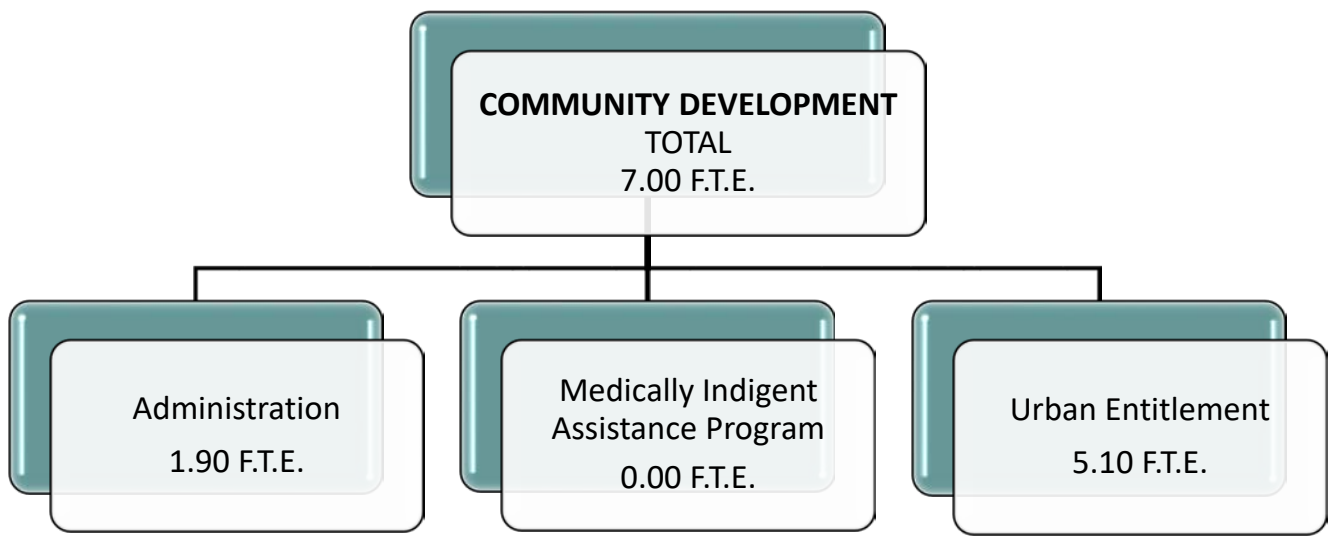 COMMUNITY DEVELOPMENT
TOTAL
7.00 F.T.E.
Administration
1.90 F.T.E.
Medically Indigent
Assistance Program
0.00 F.T.E.
Urban Entitlement
5.10 F.T.E.